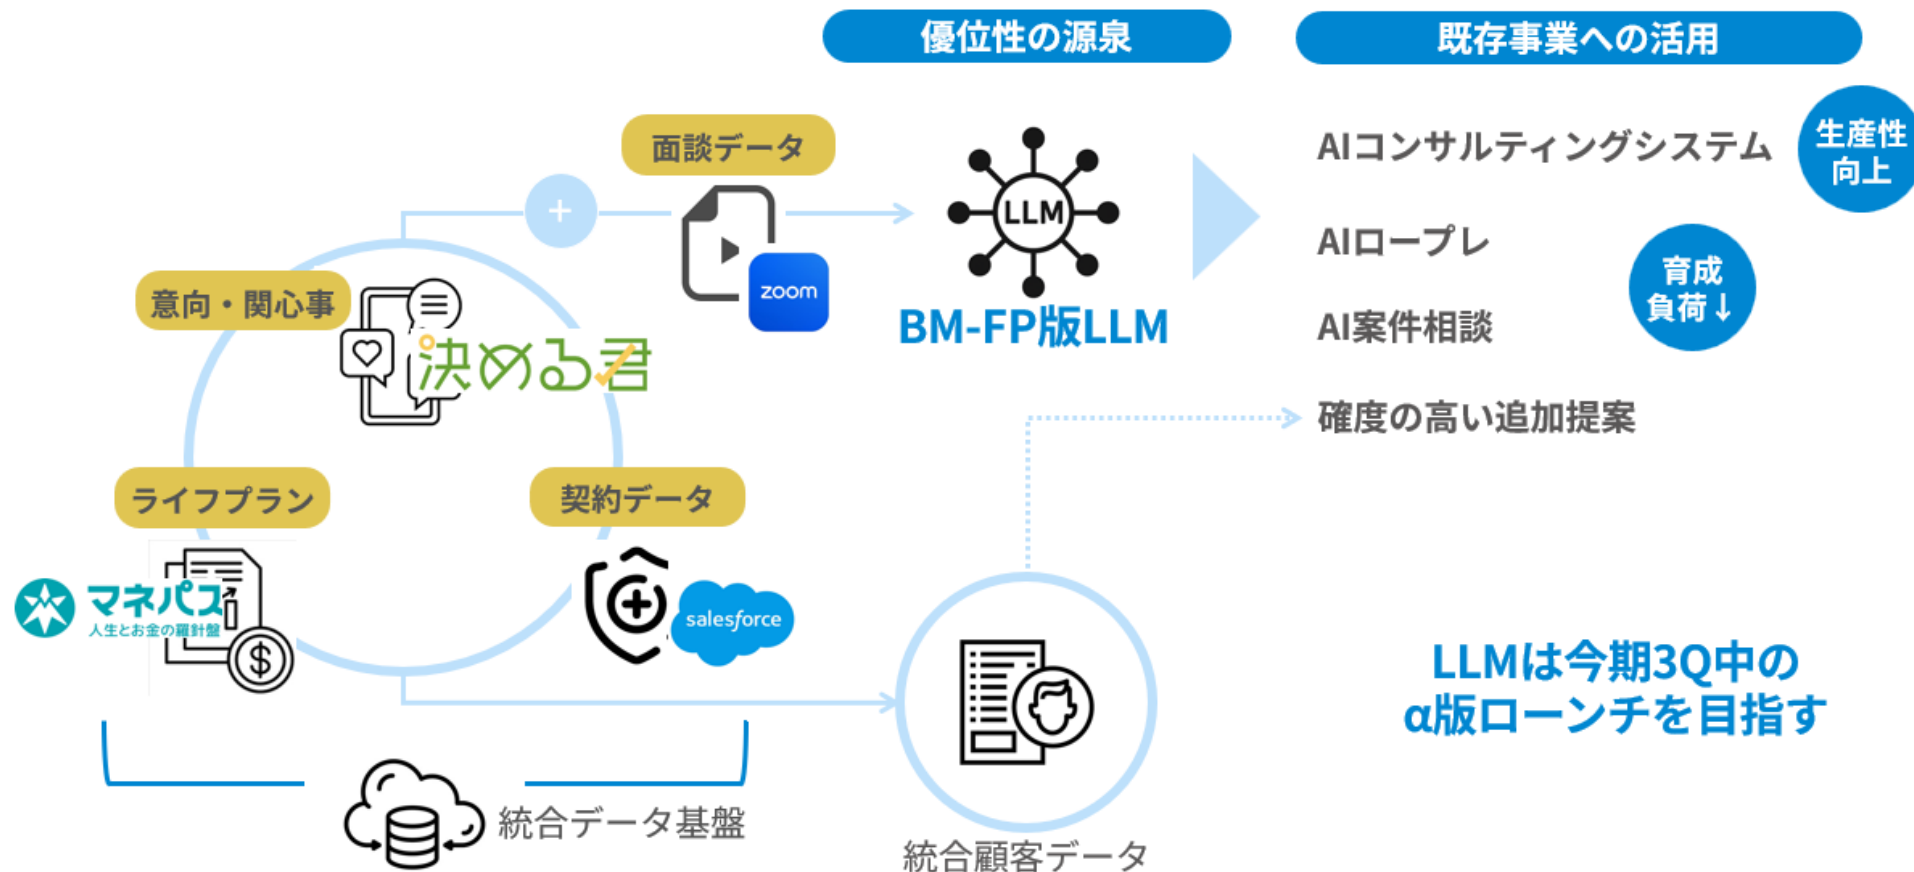 優位性の源泉
既存事業への活用
面談データ
zoom
LLM
BM-FP版LLM
AIコンサルティングシステム
生産性
向上
AIロープレ
育成
負荷↓
AI案件相談
確度の高い追加提案
意向・関心事
決める君
ライフプラン
マネパス
人生とお金の羅針盤
契約データ
salesforce
統合データ基盤
統合顧客データ
LLMは今期3Q中の
α版ローンチを目指す